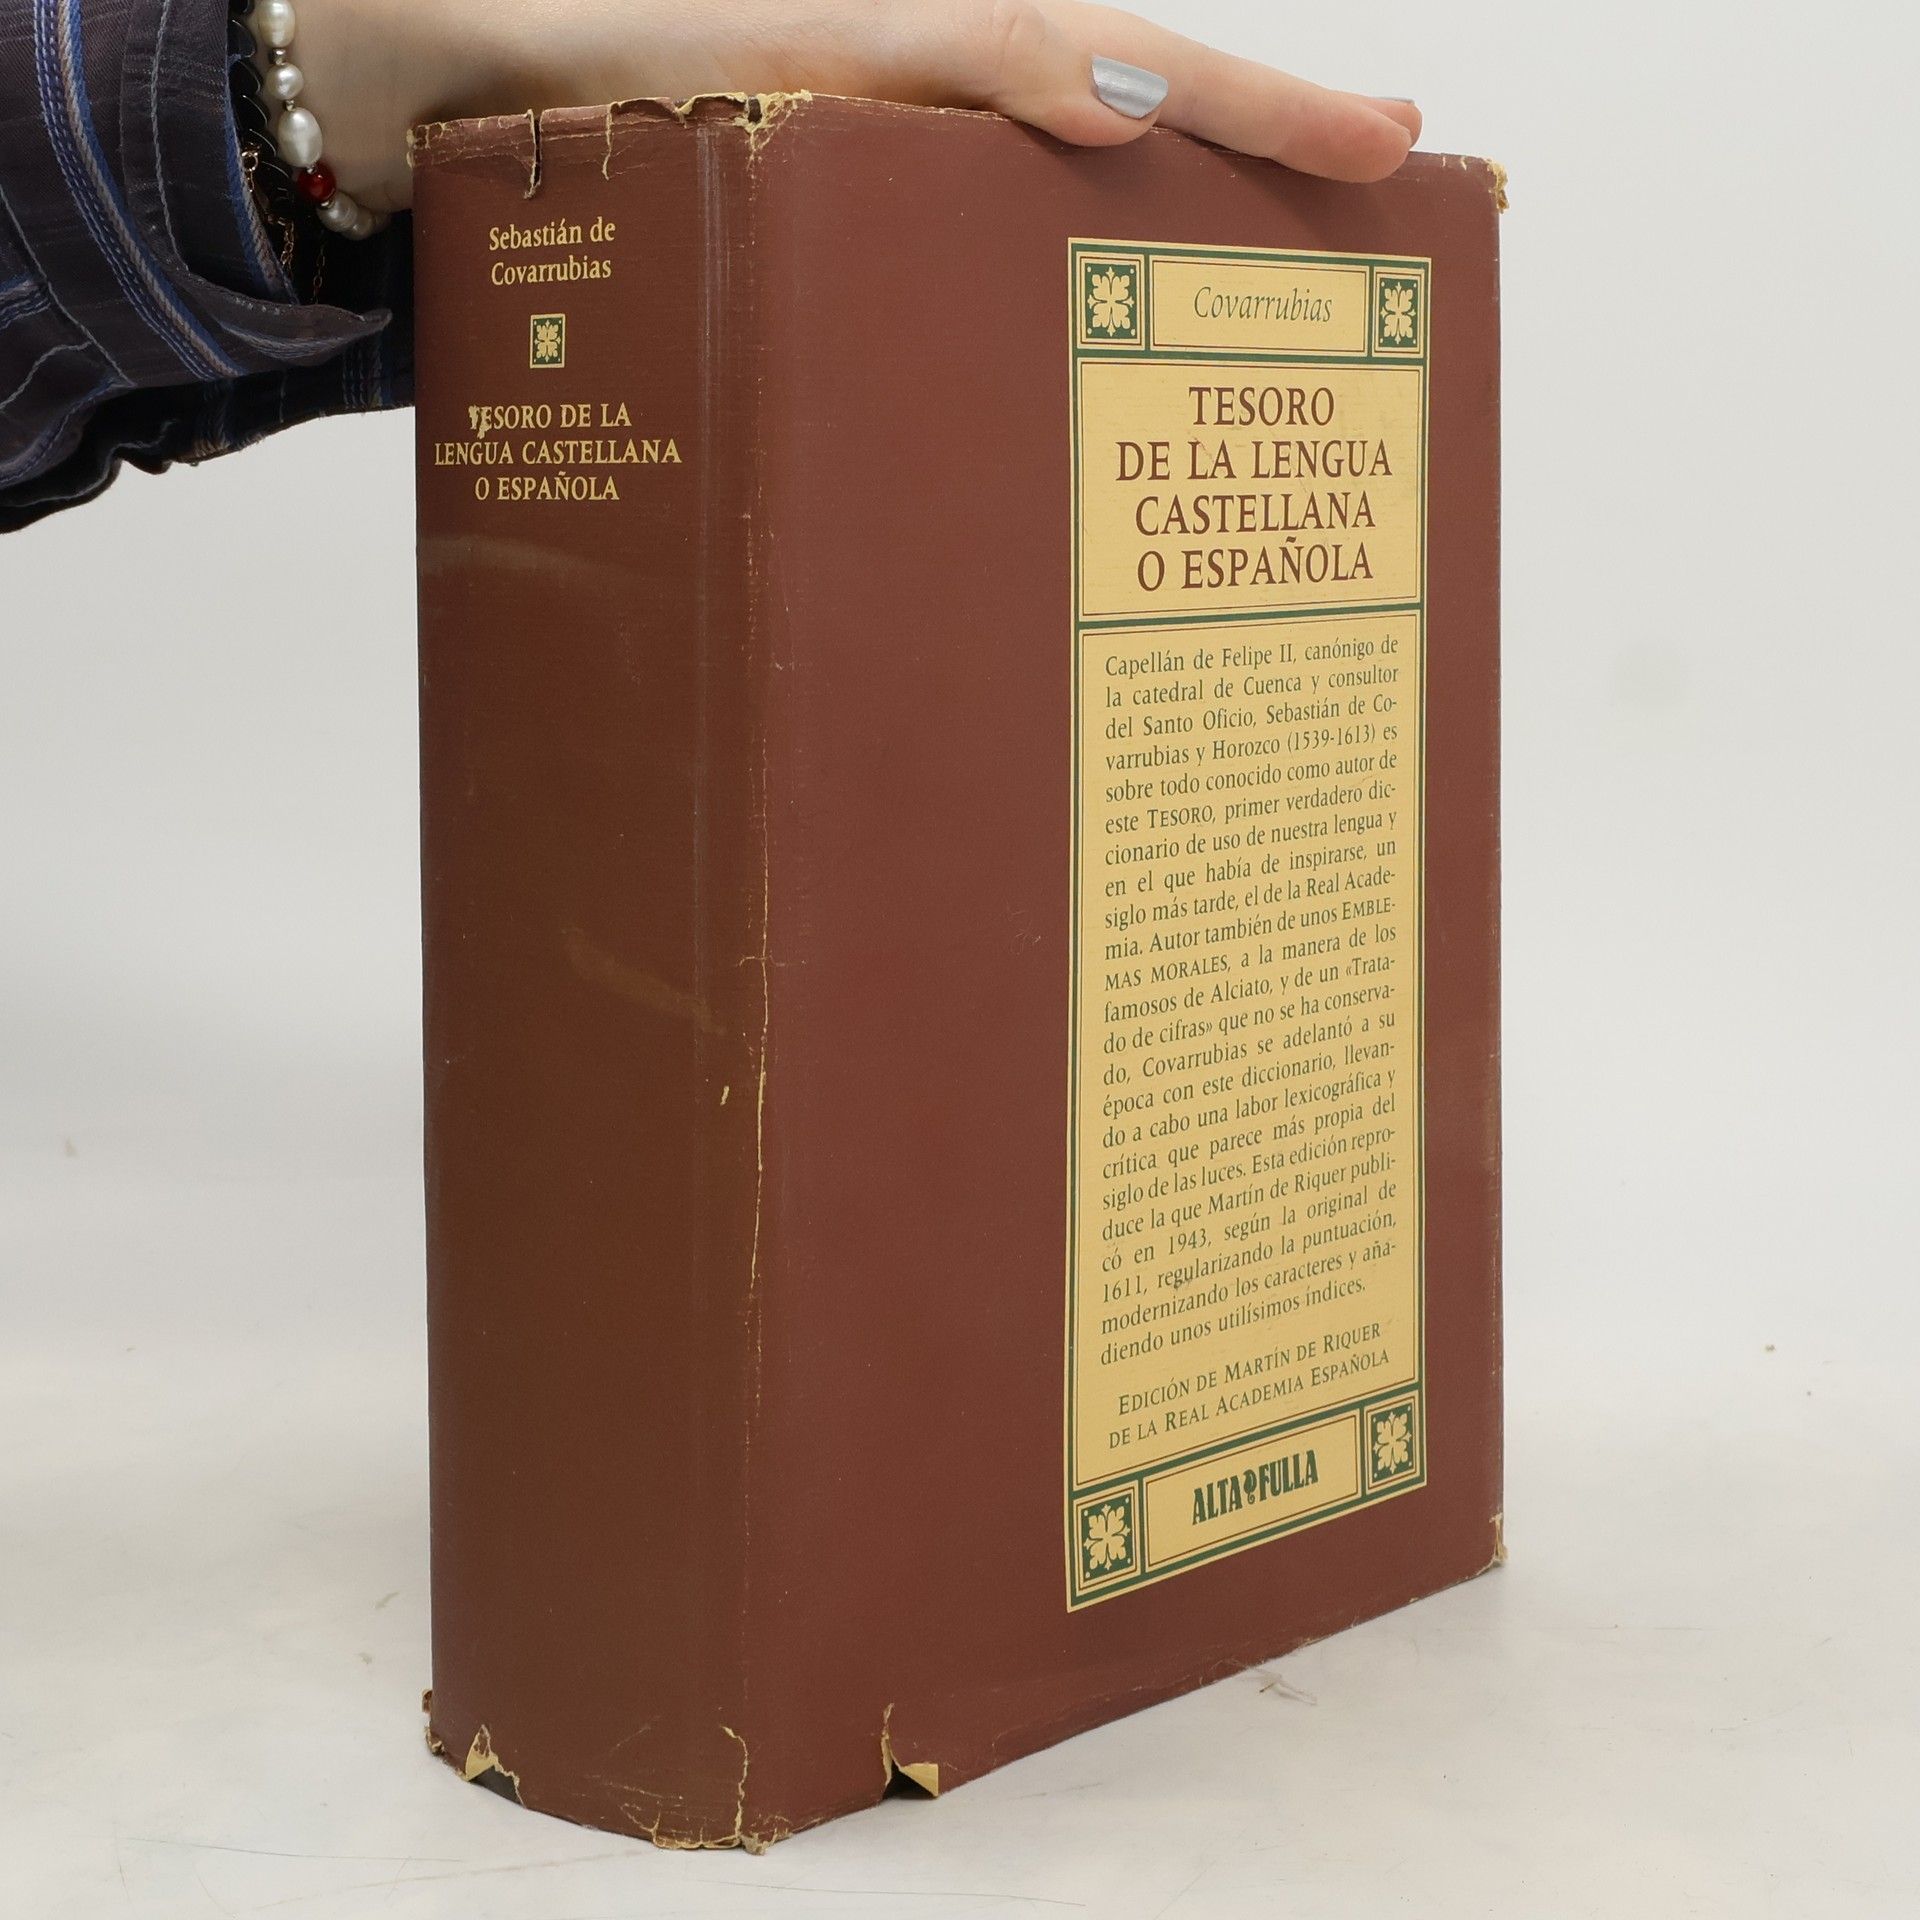 Sebastián de
Covarrubias
TESORO DE LA
LENGUA CASTELLANA
O ESPAÑOLA
Covarrubias
TESORO
DE LA LENGUA
CASTELLANA
O ESPAÑOLA
Capellán de Felipe II, canónigo de
la catedral de Cuenca y consultor
del Santo Oficio, Sebastián de Co-
varrubias y Horozco (1539-1613) es
sobre todo conocido como autor de
este TESORO, primer verdadero dic-
cionario de uso de nuestra lengua y
en el que había de inspirarse, un
siglo más tarde, el de la Real Acade-
mia. Autor también de unos EMBLE-
MAS MORALES, a la manera de los
famosos de Alciato, y de un «Trata-
do de cifras» que no se ha conserva-
do, Covarrubias se adelantó a su
época con este diccionario, llevan-
do a cabo una labor lexicográfica y
crítica que parece más propia del
siglo de las luces. Esta edición repro-
duce la que Martín de Riquer publi-
có en 1943, según la original de
1611, regularizando la puntuación,
modernizando los caracteres y aña-
diendo unos utilísimos índices.
EDICIÓN DE MARTÍN DE RIQUER
DE LA REAL ACADEMIA ESPAÑOLA
ALTA FULLA